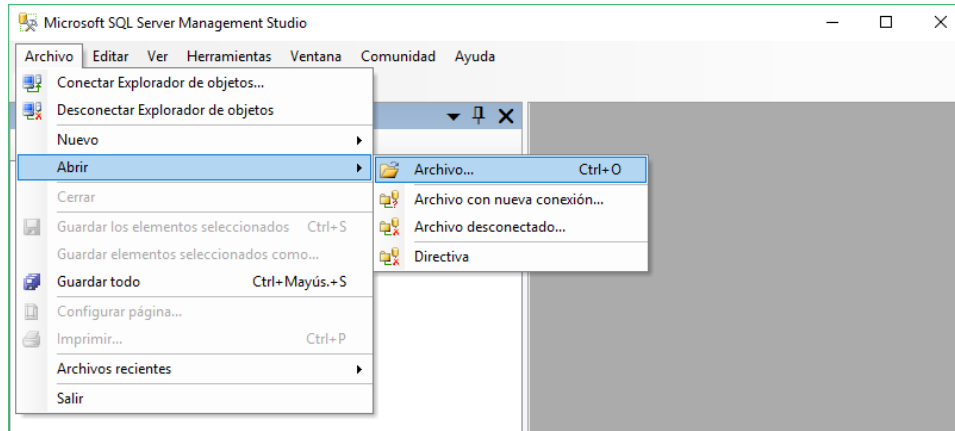 Microsoft SQL Server Management Studio
Archivo Editar Ver Herramientas Ventana Comunidad Ayuda
Conectar Explorador de objetos...
Desconectar Explorador de objetos
Nuevo
Abrir
Archivo... Ctrl+O
Cerrar
Archivo con nueva conexión...
Guardar los elementos seleccionados Ctrl+S
Archivo desconectado...
Guardar elementos seleccionados como...
Directiva
Guardar todo Ctrl+Mayús.+S
Configurar página...
Imprimir... Ctrl+P
Archivos recientes
Salir